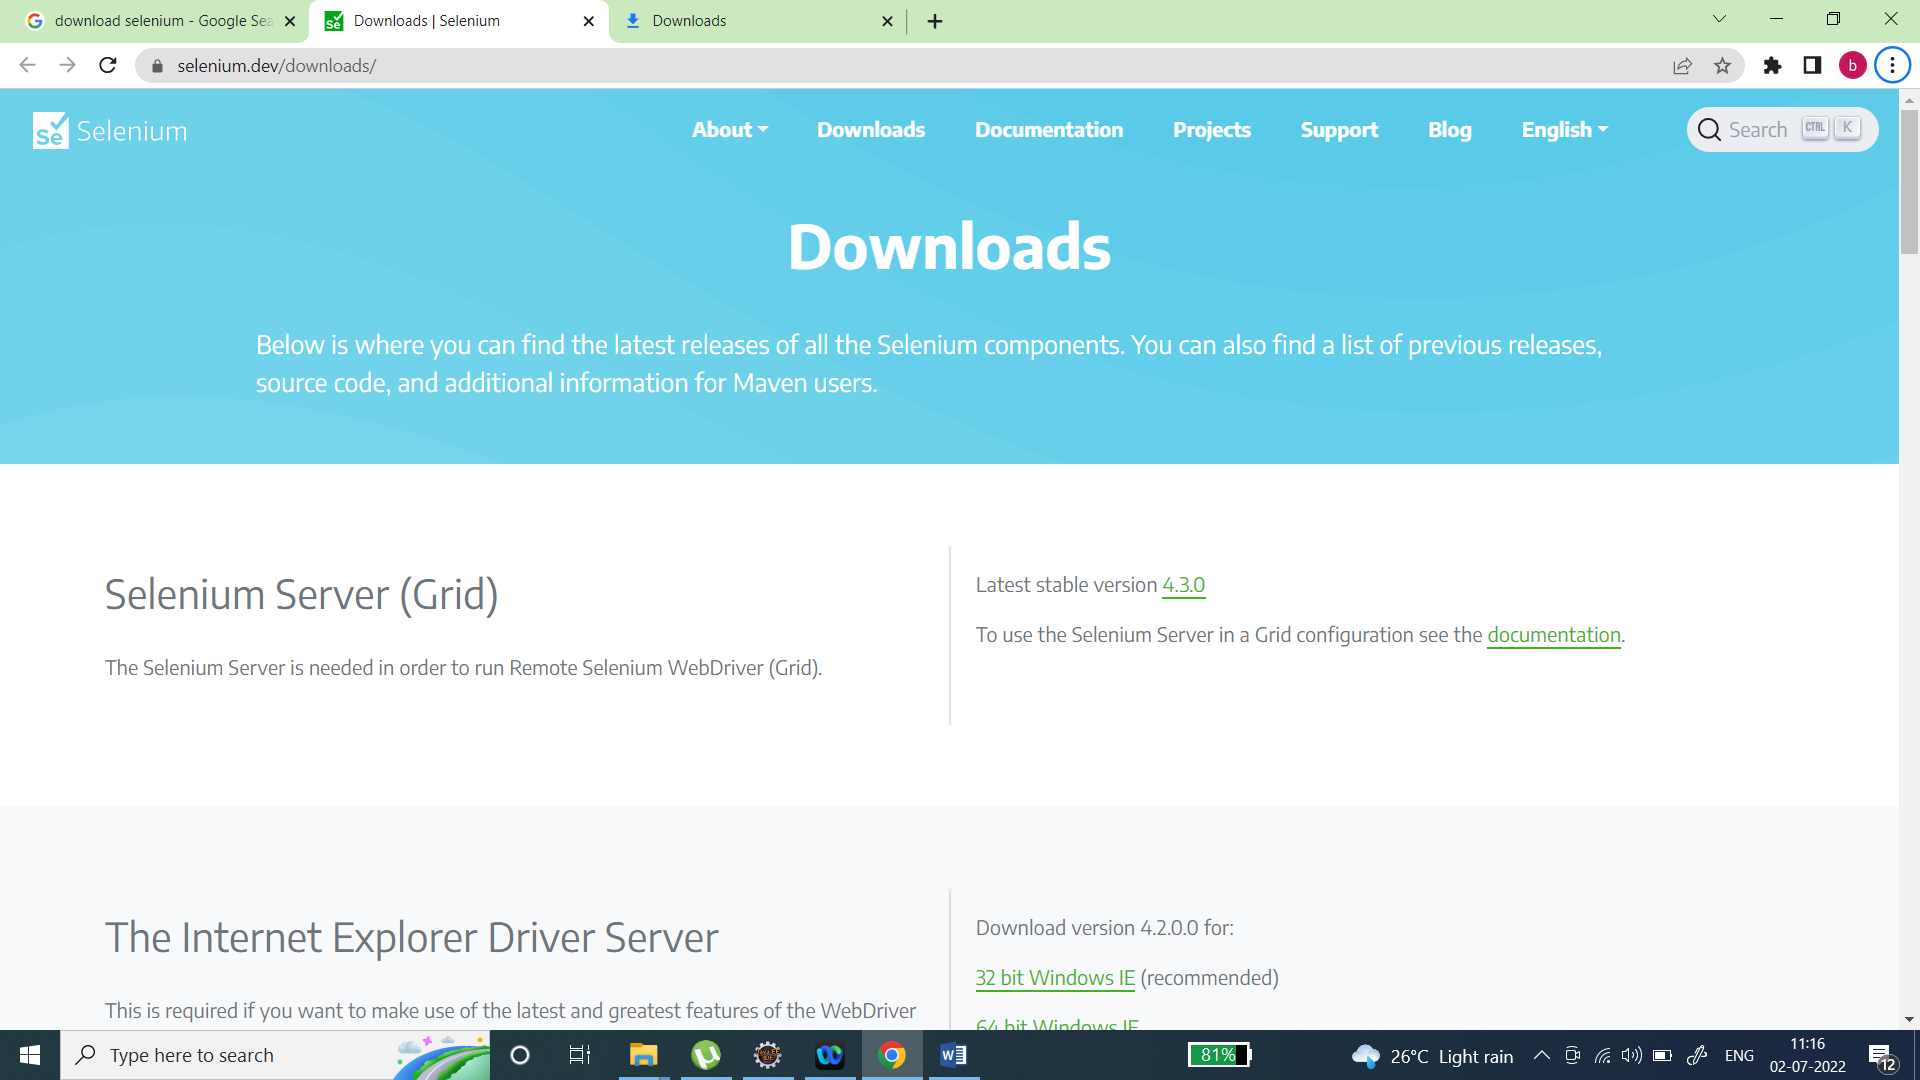 download selenium - Google Sea
Downloads | Selenium
Downloads
selenium.dev/downloads/
b
Se Selenium
About
Downloads
Documentation
Projects
Support
Blog
English
Search CTRL K
Downloads
Below is where you can find the latest releases of all the Selenium components. You can also find a list of previous releases,
source code, and additional information for Maven users.
Selenium Server (Grid)
The Selenium Server is needed in order to run Remote Selenium WebDriver (Grid).
Latest stable version 4.3.0
To use the Selenium Server in a Grid configuration see the documentation.
The Internet Explorer Driver Server
This is required if you want to make use of the latest and greatest features of the WebDriver
Download version 4.2.0.0 for:
32 bit Windows IE (recommended)
64 bit Windows IE
Type here to search
81%
26°C Light rain
ENG
11:16
02-07-2022
12